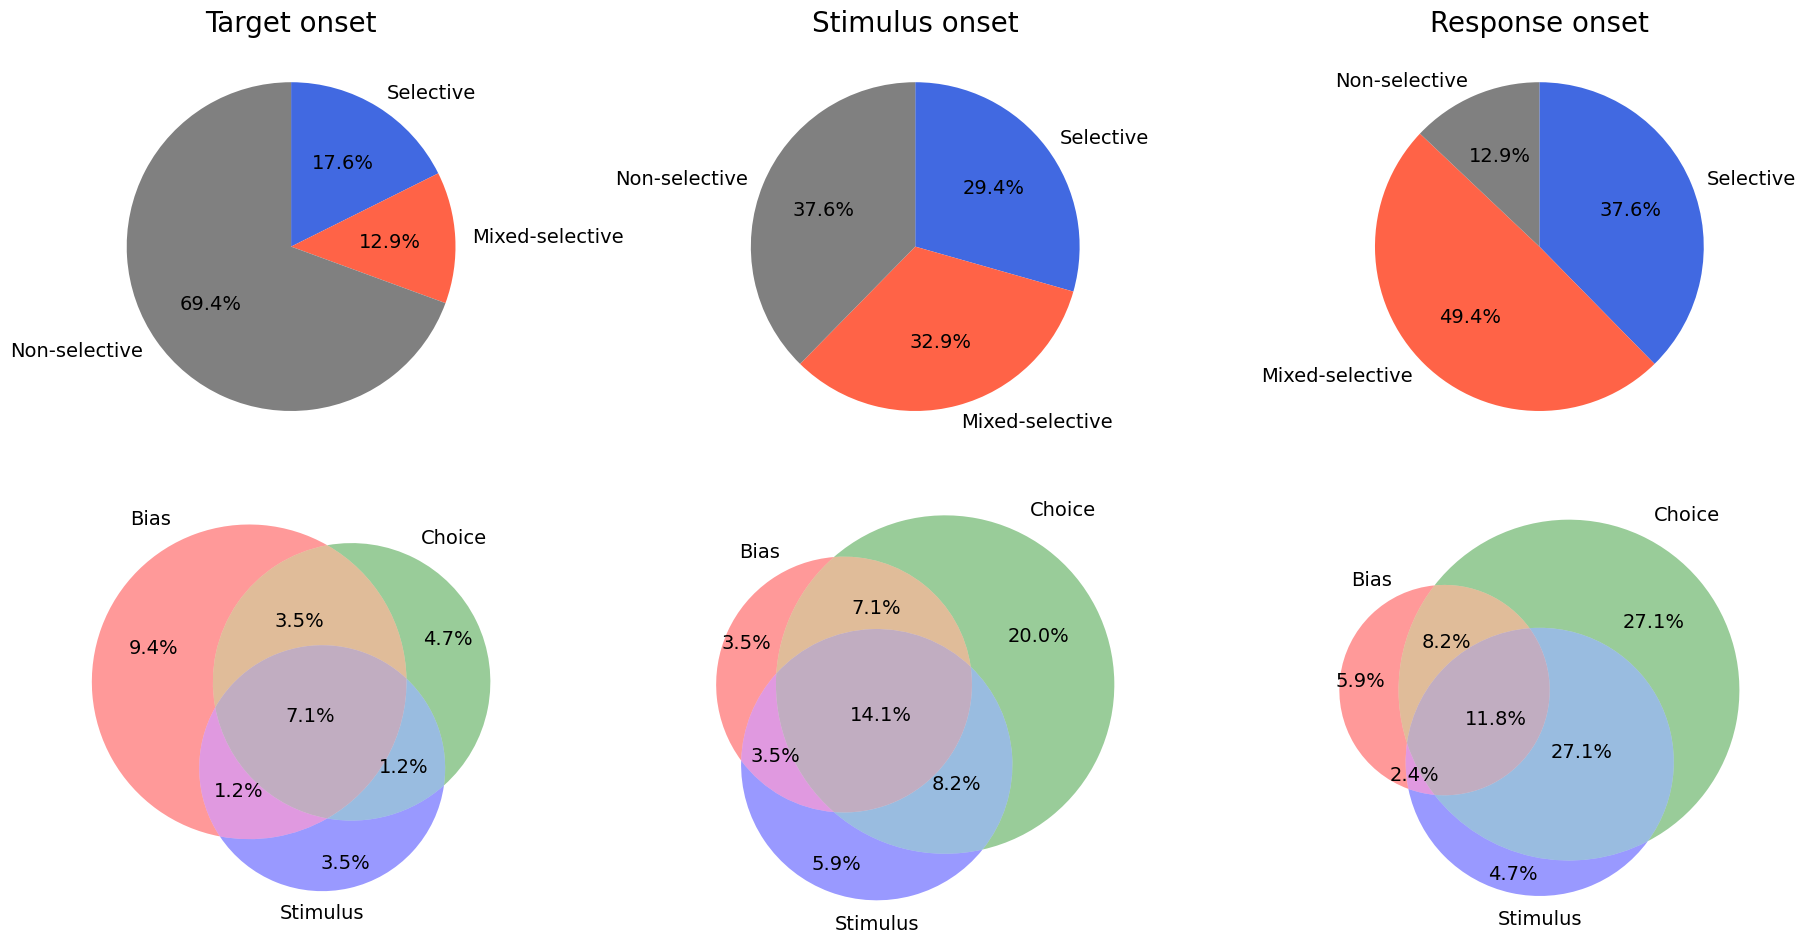 Target onset
Selective
17.6%
Mixed-selective
12.9%
69.4%
Non-selective
Stimulus onset
Selective
Non-selective
29.4%
37.6%
32.9%
Mixed-selective
Response onset
Non-selective
12.9%
Selective
37.6%
49.4%
Mixed-selective
Bias
Choice
3.5%
4.7%
9.4%
7.1%
1.2%
1.2%
3.5%
Stimulus
Choice
Bias
7.1%
3.5%
20.0%
14.1%
3.5%
8.2%
5.9%
Stimulus
Choice
Bias
27.1%
8.2%
5.9%
11.8%
27.1%
2.4%
4.7%
Stimulus